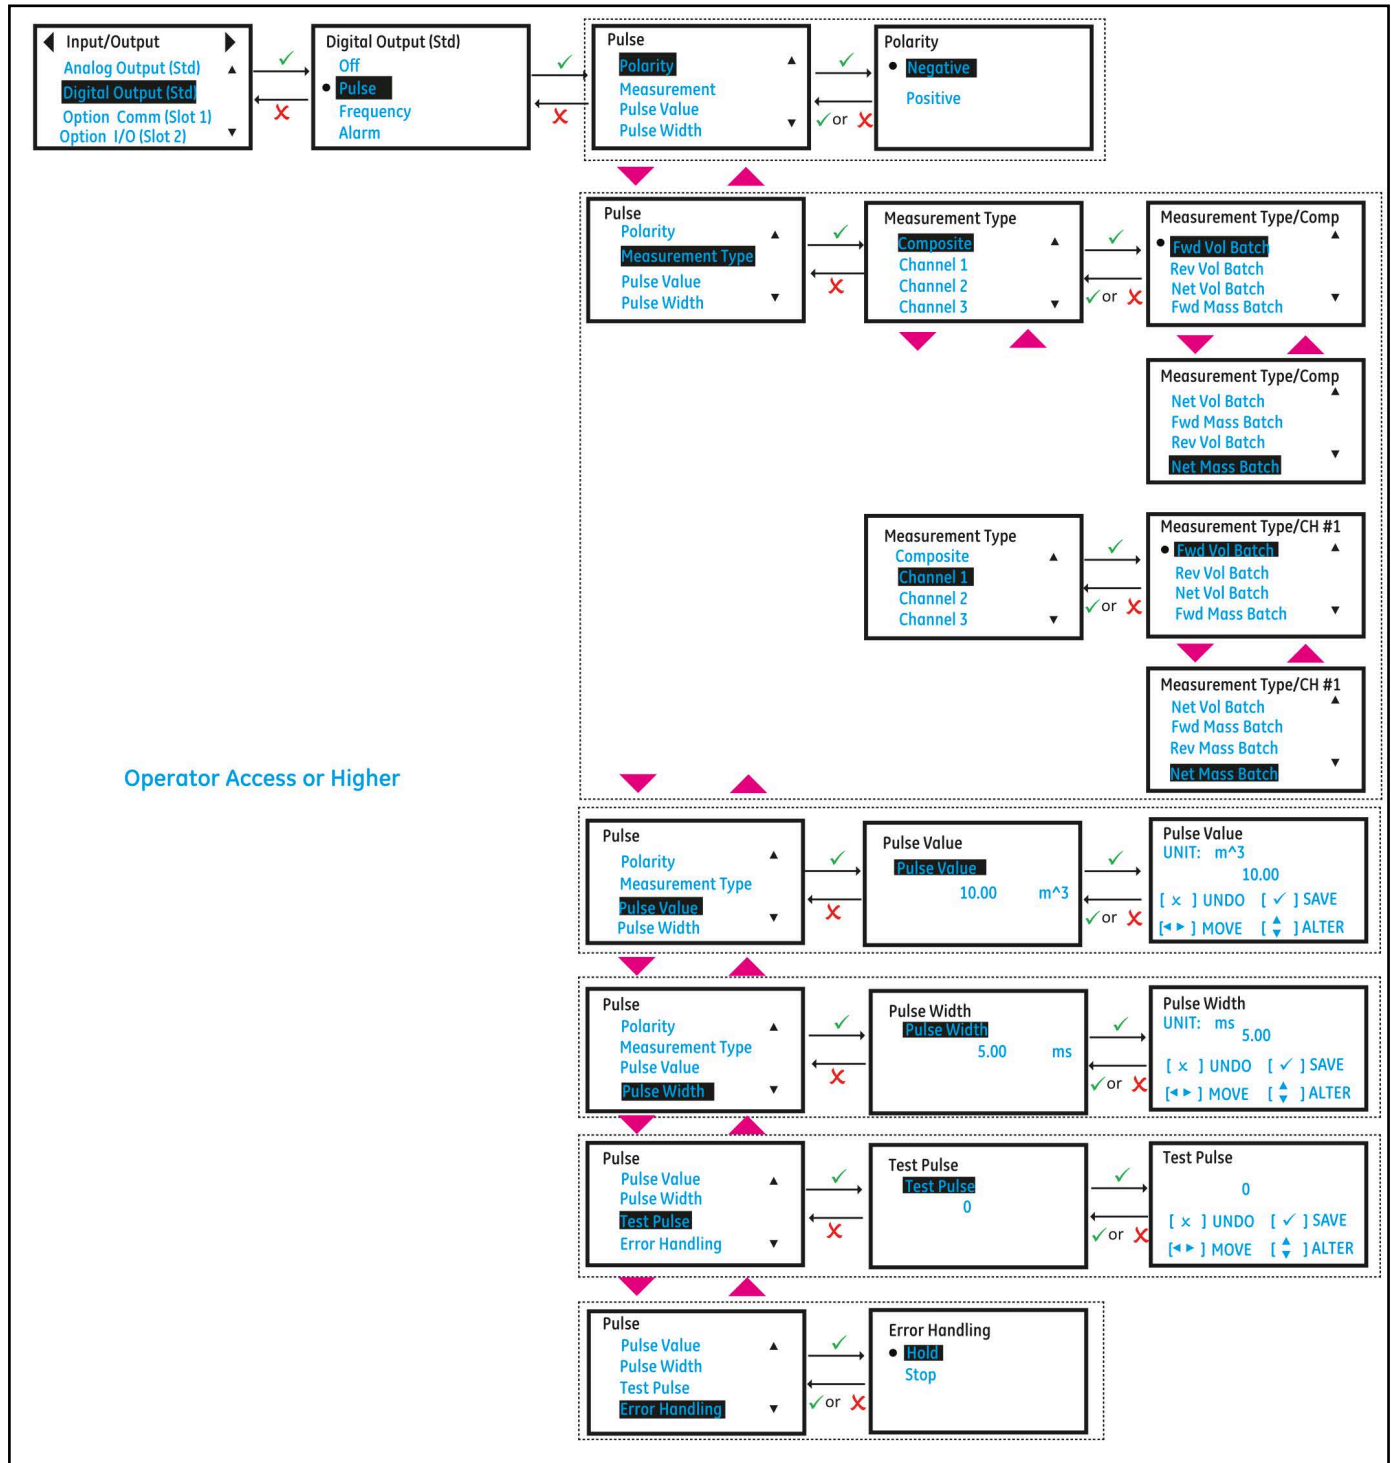 Input/Output
Analog Output (Std)
Digital Output (Std)
Option Comm (Slot 1)
Option I/O (Slot 2)
Digital Output (Std)
Off
Pulse
Frequency
Alarm
Pulse
Polarity
Measurement
Pulse Value
Pulse Width
or
Polarity
Negative
Positive
Pulse
Polarity
Measurement Type
Pulse Value
Pulse Width
Measurement Type
Composite
Channel 1
Channel 2
Channel 3
or
Measurement Type/Comp
Fwd Vol Batch
Rev Vol Batch
Net Vol Batch
Fwd Mass Batch
Measurement Type/Comp
Net Vol Batch
Fwd Mass Batch
Rev Vol Batch
Net Mass Batch
Measurement Type
Composite
Channel 1
Channel 2
Channel 3
or
Measurement Type/CH #1
Fwd Vol Batch
Rev Vol Batch
Net Vol Batch
Fwd Mass Batch
Measurement Type/CH #1
Net Vol Batch
Fwd Mass Batch
Rev Mass Batch
Net Mass Batch
Operator Access or Higher
Pulse
Polarity
Measurement Type
Pulse Value
Pulse Width
Pulse Value
Pulse Value
10.00 m^3
or
Pulse Value
UNIT: m^3
10.00
[ x ] UNDO [ ✓ ] SAVE
[◄ ►] MOVE [ ▲▼ ] ALTER
Pulse
Polarity
Measurement Type
Pulse Value
Pulse Width
Pulse Width
Pulse Width
5.00 ms
or
Pulse Width
UNIT: ms
5.00
[ x ] UNDO [ ✓ ] SAVE
[◄ ►] MOVE [ ▲▼ ] ALTER
Pulse
Pulse Value
Pulse Width
Test Pulse
Error Handling
Test Pulse
Test Pulse
0
or
Test Pulse
0
[ x ] UNDO [ ✓ ] SAVE
[◄ ►] MOVE [ ▲▼ ] ALTER
Pulse
Pulse Value
Pulse Width
Test Pulse
Error Handling
or
Error Handling
Hold
Stop